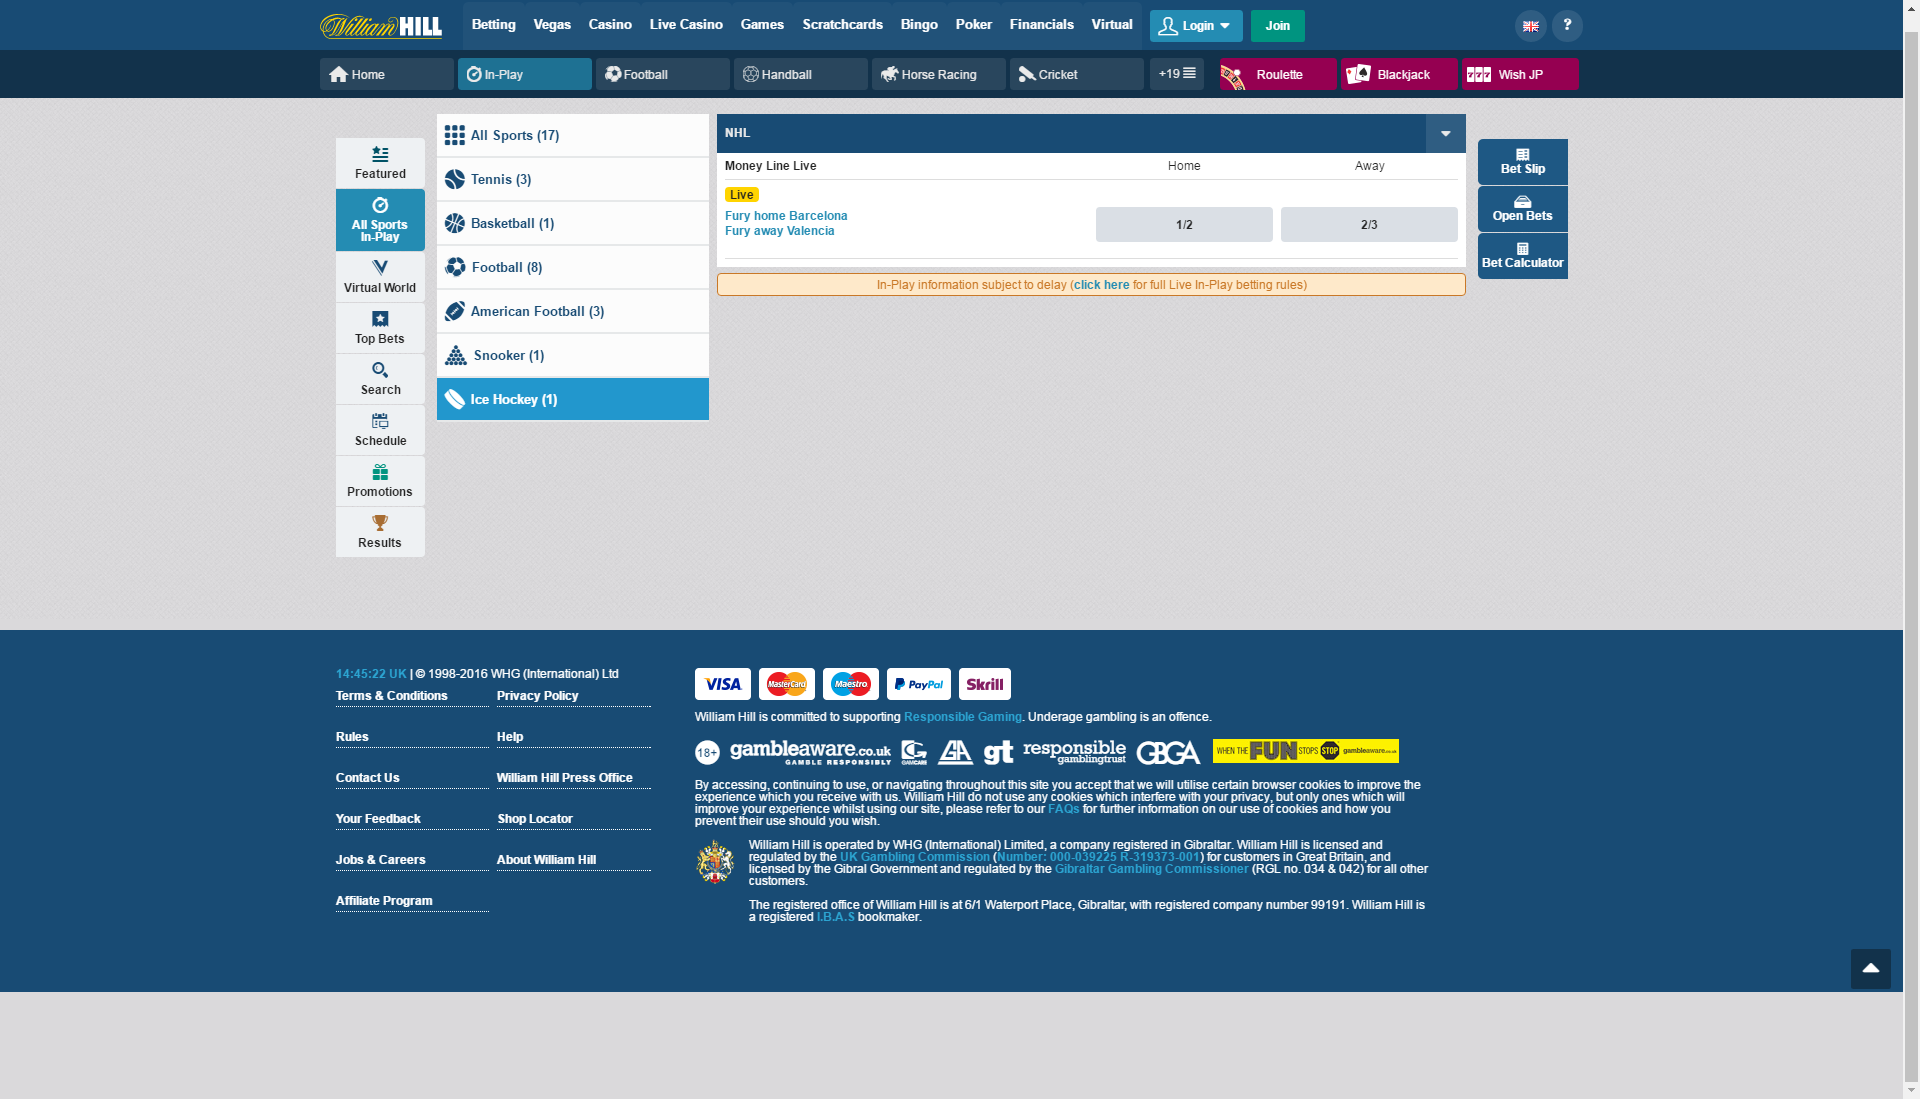 William HILL
Betting Vegas Casino Live Casino Games Scratchcards Bingo Poker Financials Virtual Login Join ?
Home In-Play Football Handball Horse Racing Cricket +19 Roulette Blackjack 777 Wish JP
Featured
All Sports
In-Play
Virtual World
Top Bets
Search
Schedule
Promotions
Results
All Sports (17)
Tennis (3)
Basketball (1)
Football (8)
American Football (3)
Snooker (1)
Ice Hockey (1)
NHL
Money Line Live Home Away
Live
Fury home Barcelona
Fury away Valencia
1/2 2/3
In-Play information subject to delay (click here for full Live In-Play betting rules)
Bet Slip
Open Bets
Bet Calculator
14:45:22 UK | © 1998-2016 WHG (International) Ltd
Terms & Conditions Privacy Policy
Rules Help
Contact Us William Hill Press Office
Your Feedback Shop Locator
Jobs & Careers About William Hill
Affiliate Program
VISA MasterCard Maestro PayPal Skrill
William Hill is committed to supporting Responsible Gaming. Underage gambling is an offence.
18+ gambleaware.co.uk GAMBLE RESPONSIBLY GAMCARE GA gt responsible gamblingtrust GBGA WHEN THE FUN STOPS STOP gambleaware.co.uk
By accessing, continuing to use, or navigating throughout this site you accept that we will utilise certain browser cookies to improve the
experience which you receive with us. William Hill do not use any cookies which interfere with your privacy, but only ones which will
improve your experience whilst using our site, please refer to our FAQs for further information on our use of cookies and how you
prevent their use should you wish.
William Hill is operated by WHG (International) Limited, a company registered in Gibraltar. William Hill is licensed and
regulated by the UK Gambling Commission (Number: 000-039225 R-319373-001) for customers in Great Britain, and
licensed by the Gibral Government and regulated by the Gibraltar Gambling Commissioner (RGL no. 034 & 042) for all other
customers.
The registered office of William Hill is at 6/1 Waterport Place, Gibraltar, with registered company number 99191. William Hill is
a registered I.B.A.S bookmaker.